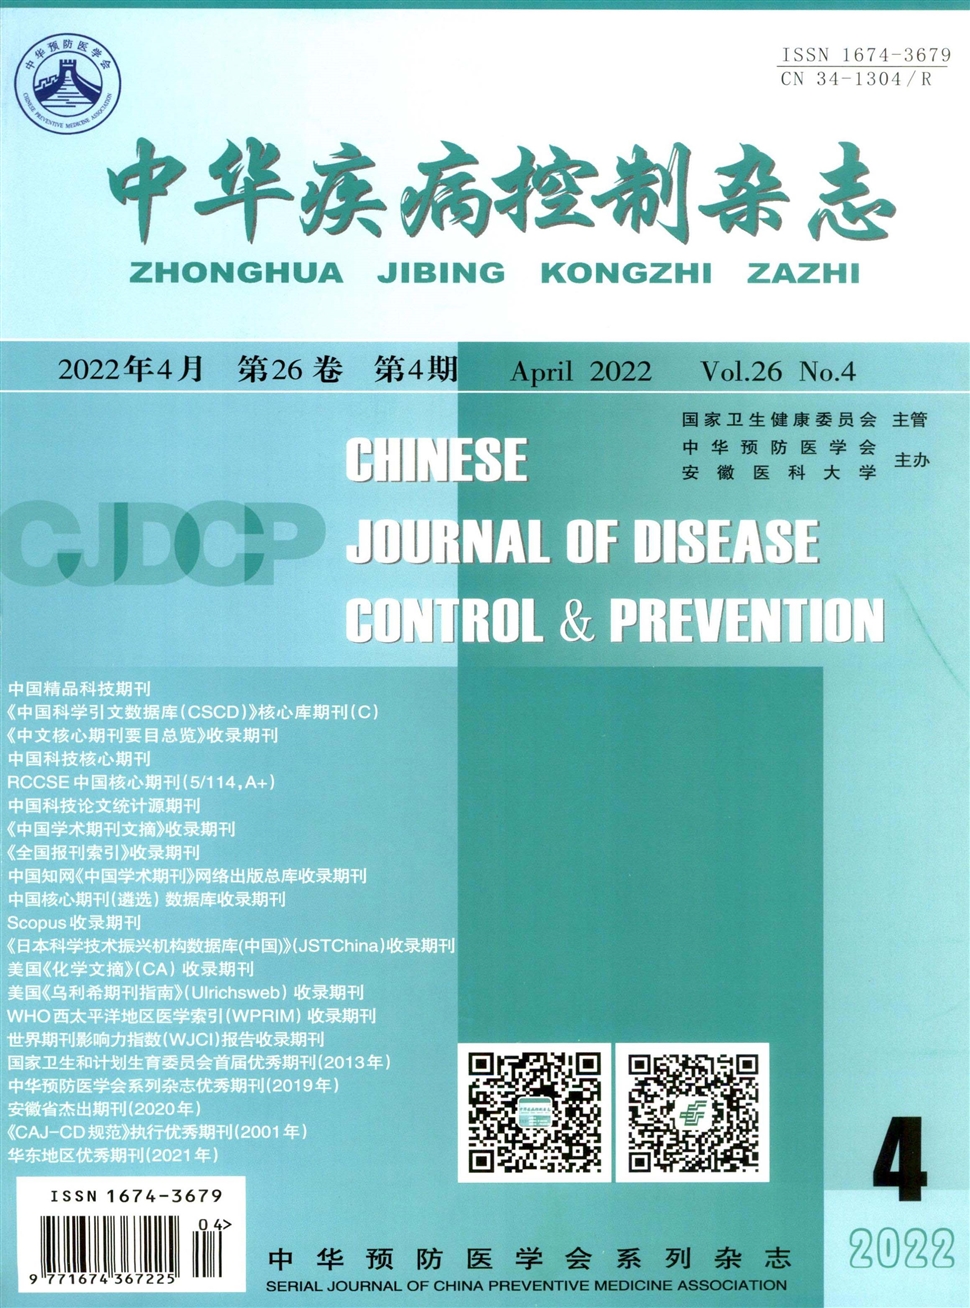 中华预防医学会
CHINESE PREVENTIVE MEDICINE ASSOCIATION
ISSN 1674-3679
CN 34-1304/R
中华疾病控制杂志
ZHONGHUA JIBING KONGZHI ZAZHI
2022年4月 第26卷 第4期 April 2022 Vol.26 No.4
国家卫生健康委员会 主管
中华预防医学会
安徽医科大学 主办
CJDCP
CHINESE
JOURNAL OF DISEASE
CONTROL & PREVENTION
中国精品科技期刊
《中国科学引文数据库(CSCD)》核心库期刊(C)
《中文核心期刊要目总览》收录期刊
中国科技核心期刊
RCCSE中国核心期刊(5/114,A+)
中国科技论文统计源期刊
《中国学术期刊文摘》收录期刊
《全国报刊索引》收录期刊
中国知网《中国学术期刊》网络出版总库收录期刊
中国核心期刊(遴选)数据库收录期刊
Scopus收录期刊
《日本科学技术振兴机构数据库(中国)》(JSTChina)收录期刊
美国《化学文摘》(CA)收录期刊
美国《乌利希期刊指南》(Ulrichsweb)收录期刊
WHO西太平洋地区医学索引(WPRIM)收录期刊
世界期刊影响力指数(WJCI)报告收录期刊
国家卫生和计划生育委员会首届优秀期刊(2013年)
中华预防医学会系列杂志优秀期刊(2019年)
安徽省杰出期刊(2020年)
《CAJ-CD规范》执行优秀期刊(2001年)
华东地区优秀期刊(2021年)
4
2022
ISSN 1674-3679
04>
9 771674 367225
中华预防医学会系列杂志
SERIAL JOURNAL OF CHINA PREVENTIVE MEDICINE ASSOCIATION